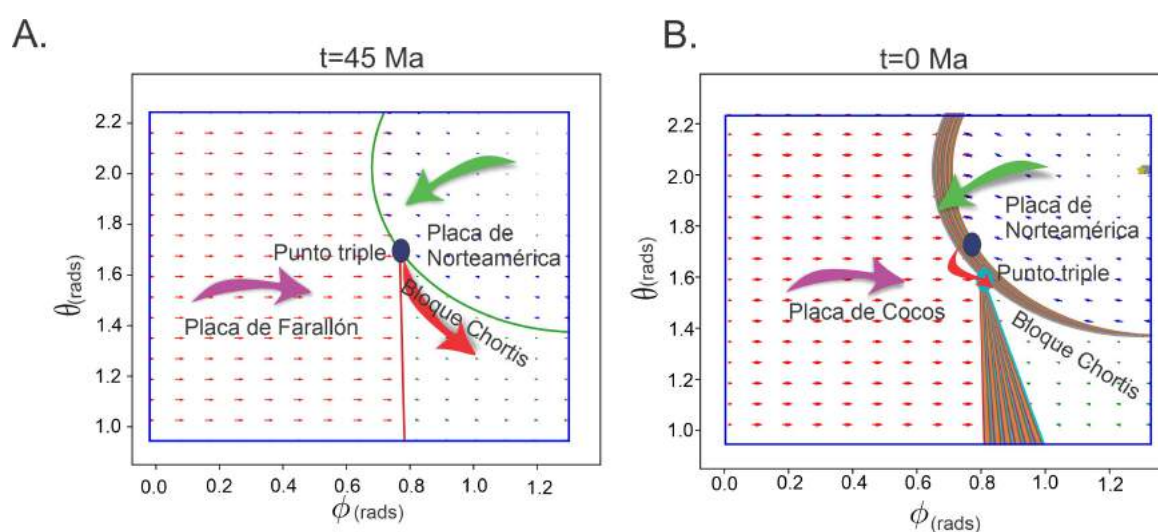 A.
t=45 Ma
2.2
2.0
1.8
1.6
1.4
1.2
1.0
θ(rads)
Punto triple
Placa de
Norteamérica
Bloque Chortis
Placa de Farallón
0.0 0.2 0.4 0.6 0.8 1.0 1.2
ϕ(rads)
B.
t=0 Ma
2.2
2.0
1.8
1.6
1.4
1.2
1.0
θ(rads)
Placa de
Norteamérica
Punto triple
Placa de Cocos
Bloque Chortis
0.0 0.2 0.4 0.6 0.8 1.0 1.2
ϕ(rads)